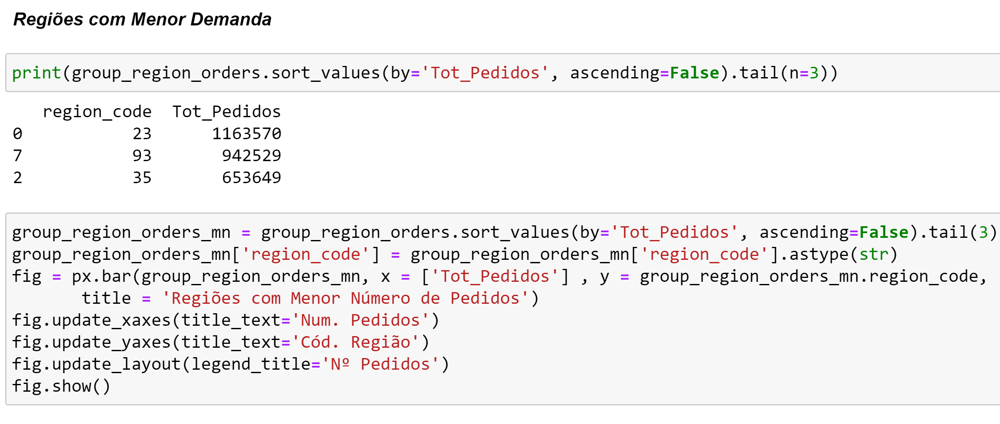 Regiões com Menor Demanda
print(group_region_orders.sort_values(by='Tot_Pedidos', ascending=False).tail(n=3))
region_code Tot_Pedidos
0 23 1163570
7 93 942529
2 35 653649
group_region_orders_mn = group_region_orders.sort_values(by='Tot_Pedidos', ascending=False).tail(3)
group_region_orders_mn['region_code'] = group_region_orders_mn['region_code'].astype(str)
fig = px.bar(group_region_orders_mn, x = ['Tot_Pedidos'] , y = group_region_orders_mn.region_code,
title = 'Regiões com Menor Número de Pedidos')
fig.update_xaxes(title_text='Num. Pedidos')
fig.update_yaxes(title_text='Cód. Região')
fig.update_layout(legend_title='Nº Pedidos')
fig.show()